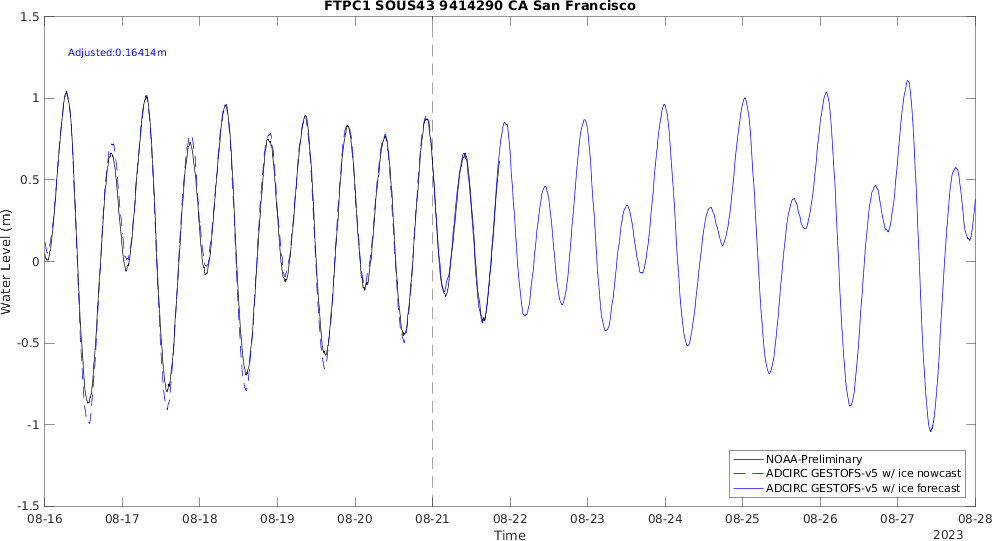 FTPC1 SOUS43 9414290 CA San Francisco
Adjusted:0.16414m
1.5
1
0.5
0
-0.5
-1
-1.5
Water Level (m)
NOAA-Preliminary
ADCIRC GESTOFS-v5 w/ ice nowcast
ADCIRC GESTOFS-v5 w/ ice forecast
08-16 08-17 08-18 08-19 08-20 08-21 08-22 08-23 08-24 08-25 08-26 08-27 08-28
Time
2023